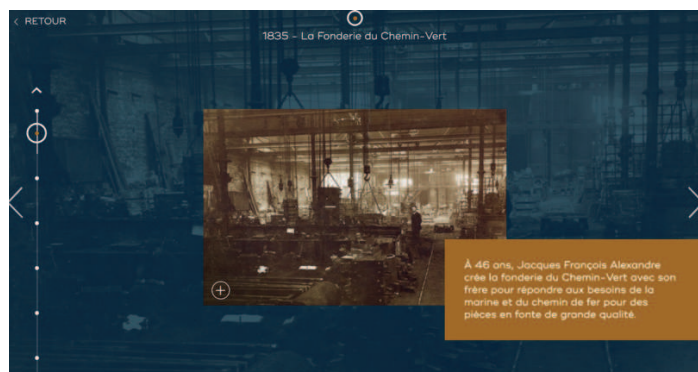 < RETOUR
1835 - La Fonderie du Chemin-Vert
À 46 ans, Jacques François Alexandre
crée la fonderie du Chemin-Vert avec son
frère pour répondre aux besoins de la
marine et du chemin de fer pour des
pièces en fonte de grande qualité.